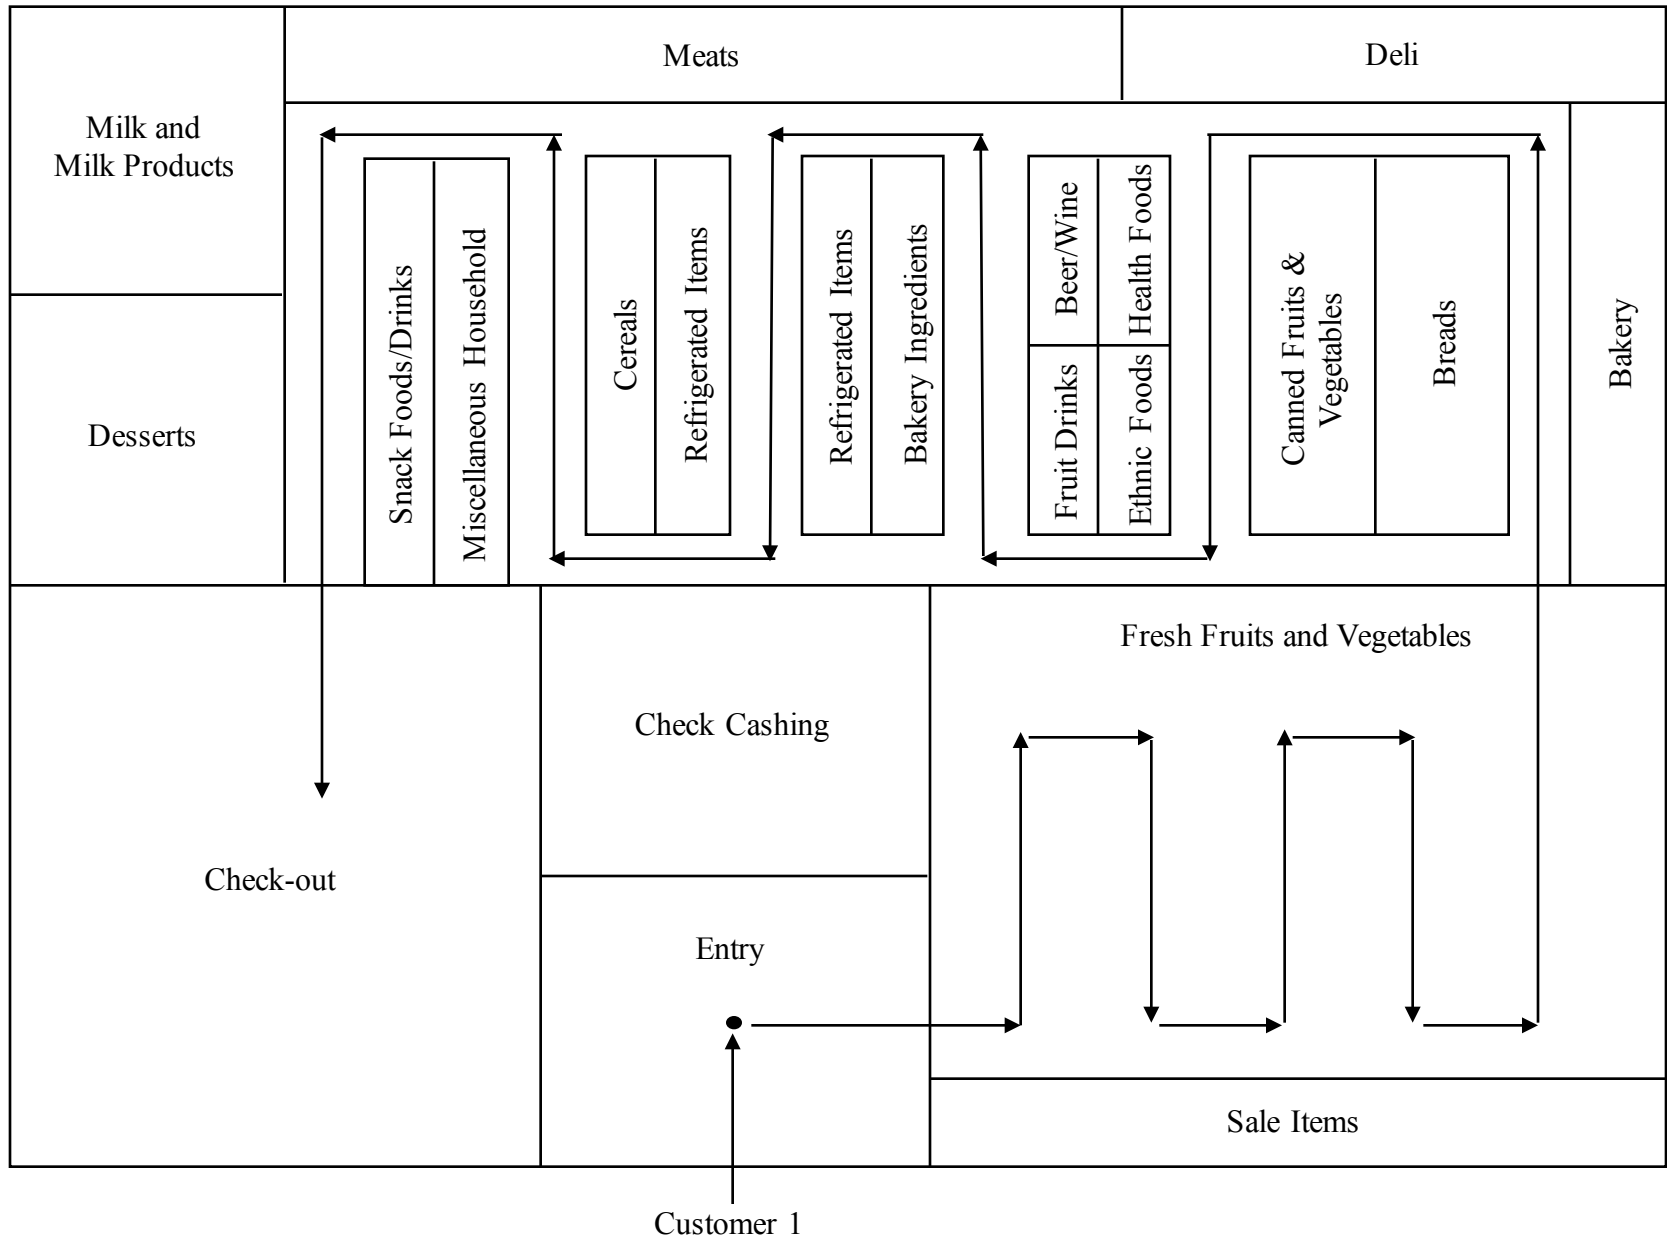 Meats
Deli
Milk and
Milk Products
Desserts
Snack Foods/Drinks
Miscellaneous Household
Cereals
Refrigerated Items
Refrigerated Items
Bakery Ingredients
Beer/Wine
Health Foods
Fruit Drinks
Ethnic Foods
Canned Fruits &
Vegetables
Breads
Bakery
Fresh Fruits and Vegetables
Check Cashing
Check-out
Entry
Sale Items
Customer 1